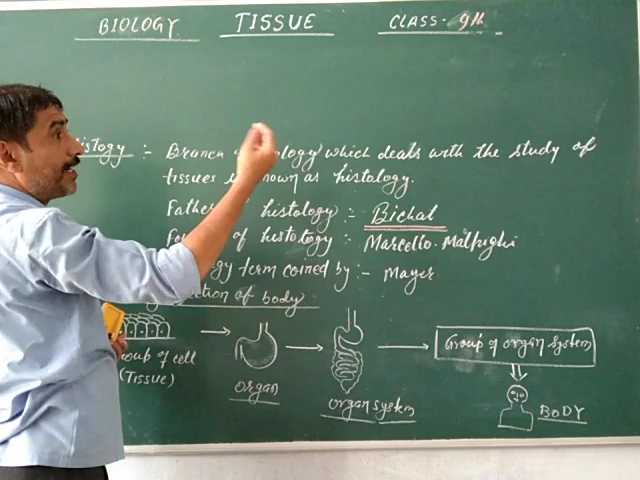 BIOLOGY TISSUE CLASS- 9th
:- Branch which deals with the study of
tissues is known as histology.
Father histology :- Bichat
of histology :- Marcello. Malpighi
term coined by :- Mayer
of body
Group of cell
(Tissue)
organ
organ system
Group of organ system
BODY